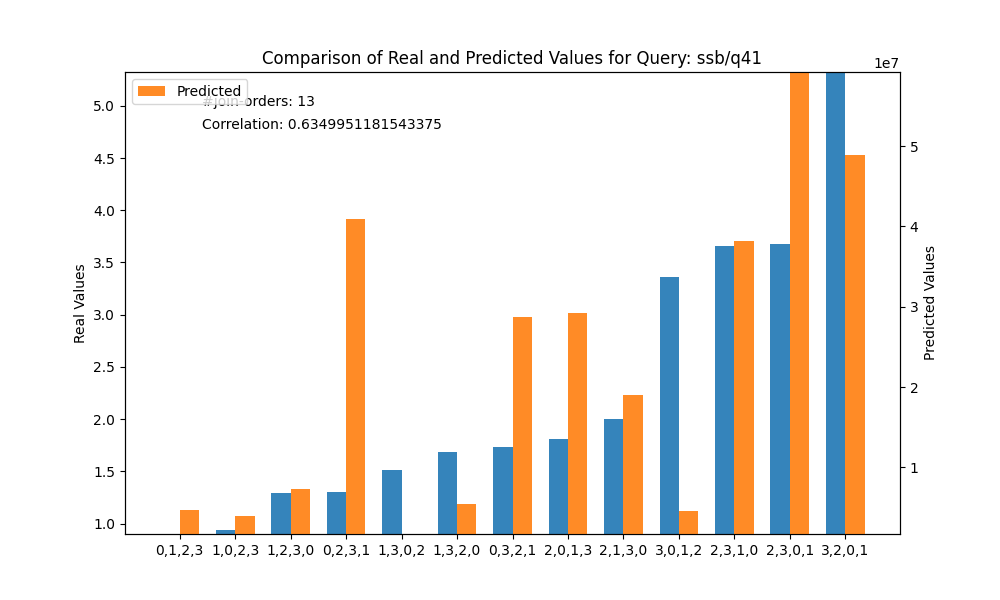 Comparison of Real and Predicted Values for Query: ssb/q41
1e7
Predicted
#join-orders: 13
Correlation: 0.6349951181543375
5.0
4.5
4.0
3.5
3.0
2.5
2.0
1.5
1.0
Real Values
5
4
3
2
1
Predicted Values
0,1,2,3 1,0,2,3 1,2,3,0 0,2,3,1 1,3,0,2 1,3,2,0 0,3,2,1 2,0,1,3 2,1,3,0 3,0,1,2 2,3,1,0 2,3,0,1 3,2,0,1